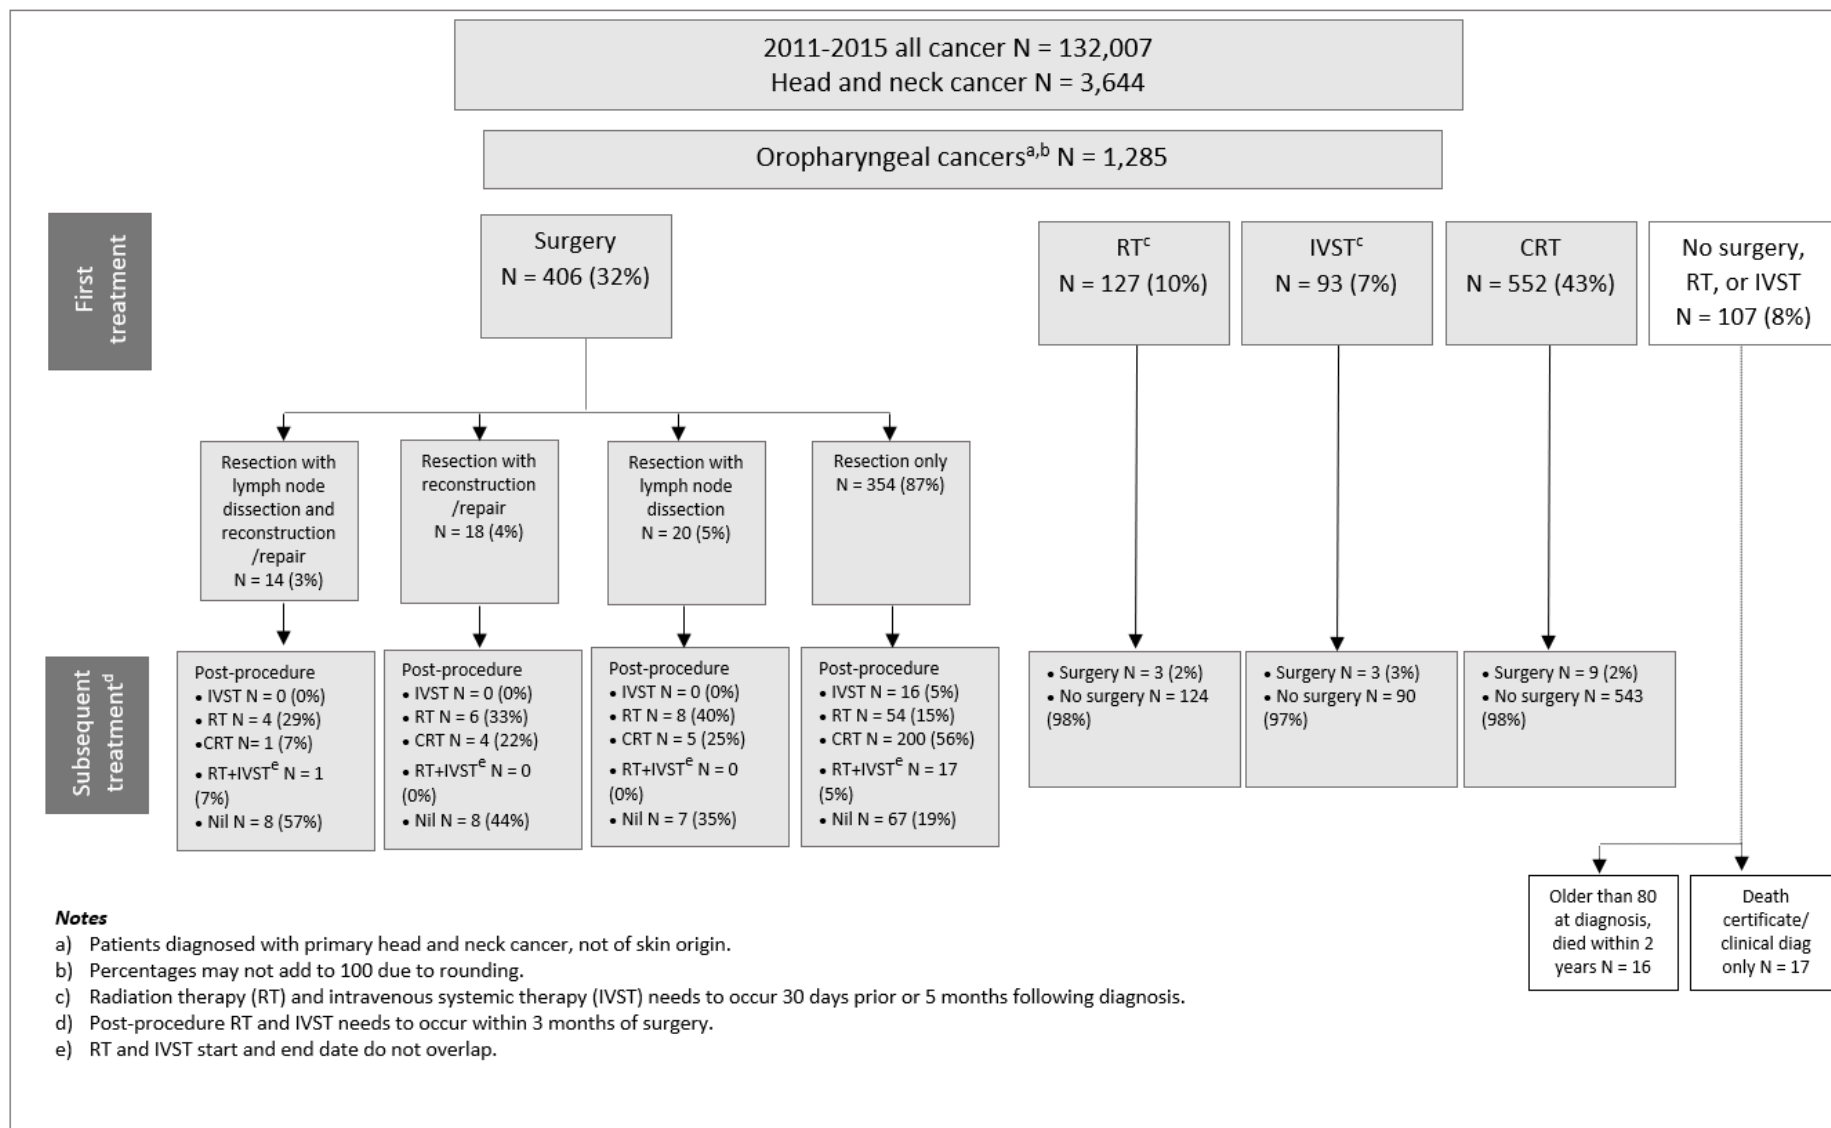 2011-2015 all cancer N = 132,007
Head and neck cancer N = 3,644
Oropharyngeal cancersa,b N = 1,285
First
treatment
Surgery
N = 406 (32%)
RTc
N = 127 (10%)
IVSTc
N = 93 (7%)
CRT
N = 552 (43%)
No surgery,
RT, or IVST
N = 107 (8%)
Resection with
lymph node
dissection and
reconstruction
/repair
N = 14 (3%)
Resection with
reconstruction
/repair
N = 18 (4%)
Resection with
lymph node
dissection
N = 20 (5%)
Resection only
N = 354 (87%)
Subsequent
treatmentd
Post-procedure
• IVST N = 0 (0%)
• RT N = 4 (29%)
•CRT N= 1 (7%)
• RT+IVSTe N = 1
(7%)
• Nil N = 8 (57%)
Post-procedure
• IVST N = 0 (0%)
• RT N = 6 (33%)
• CRT N = 4 (22%)
• RT+IVSTe N = 0
(0%)
• Nil N = 8 (44%)
Post-procedure
• IVST N = 0 (0%)
• RT N = 8 (40%)
• CRT N = 5 (25%)
• RT+IVSTe N = 0
(0%)
• Nil N = 7 (35%)
Post-procedure
• IVST N = 16 (5%)
• RT N = 54 (15%)
• CRT N = 200 (56%)
• RT+IVSTe N = 17
(5%)
• Nil N = 67 (19%)
• Surgery N = 3 (2%)
• No surgery N = 124
(98%)
• Surgery N = 3 (3%)
• No surgery N = 90
(97%)
• Surgery N = 9 (2%)
• No surgery N = 543
(98%)
Older than 80
at diagnosis,
died within 2
years N = 16
Death
certificate/
clinical diag
only N = 17
Notes
a) Patients diagnosed with primary head and neck cancer, not of skin origin.
b) Percentages may not add to 100 due to rounding.
c) Radiation therapy (RT) and intravenous systemic therapy (IVST) needs to occur 30 days prior or 5 months following diagnosis.
d) Post-procedure RT and IVST needs to occur within 3 months of surgery.
e) RT and IVST start and end date do not overlap.